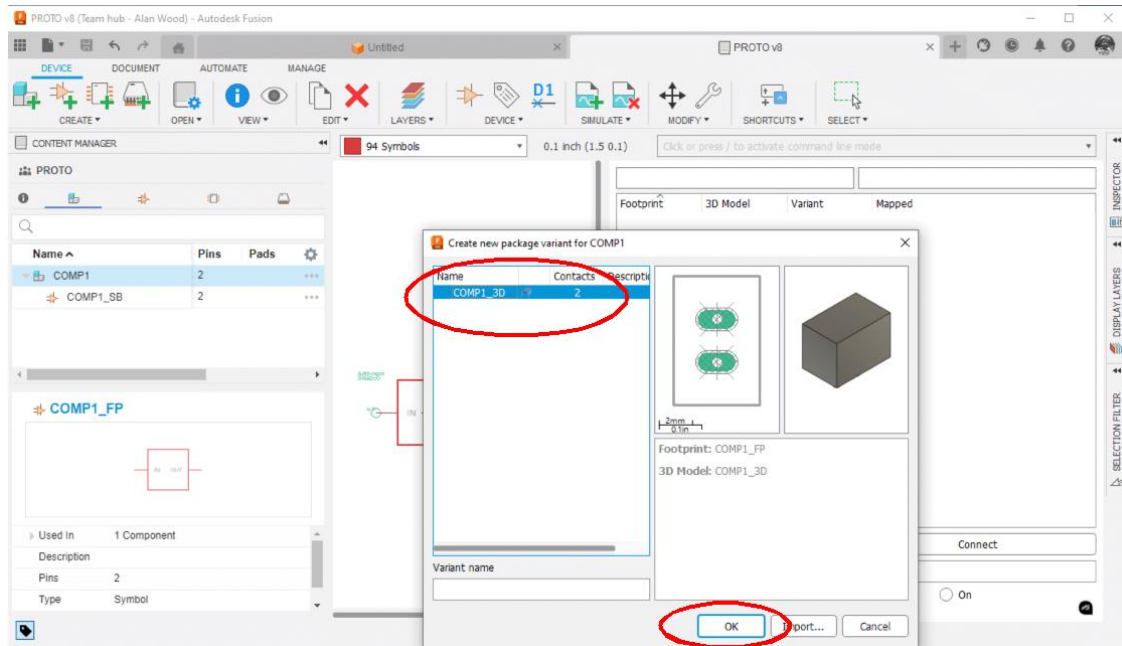 PROTO v8 (Team hub - Alan Wood) - Autodesk Fusion
Untitled
PROTO v8
DEVICE DOCUMENT AUTOMATE MANAGE
D1
CREATE OPEN VIEW EDIT LAYERS DEVICE SIMULATE MODIFY SHORTCUTS SELECT
CONTENT MANAGER
94 Symbols
0.1 inch (1.5 0.1)
Click or press / to activate command line mode
PROTO
Footprint 3D Model Variant Mapped
Name Pins Pads
COMP1 2
COMP1_SB 2
COMP1_FP
IN OUT
Used In 1 Component
Description
Pins 2
Type Symbol
IN
Create new package variant for COMP1
Name Contacts Descripti
COMP1_3D 2
2mm
0.1in
Footprint: COMP1_FP
3D Model: COMP1_3D
Variant name
OK Import... Cancel
Connect
On
INSPECTOR
DISPLAY LAYERS
SELECTION FILTER